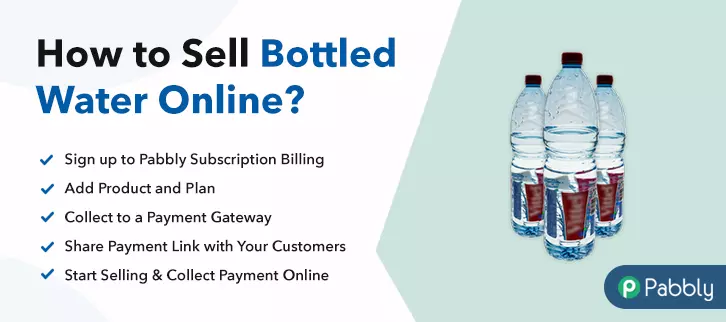 How to Sell Bottled
Water Online?
Sign up to Pabbly Subscription Billing
Add Product and Plan
Collect to a Payment Gateway
Share Payment Link with Your Customers
Start Selling & Collect Payment Online
Pabbly